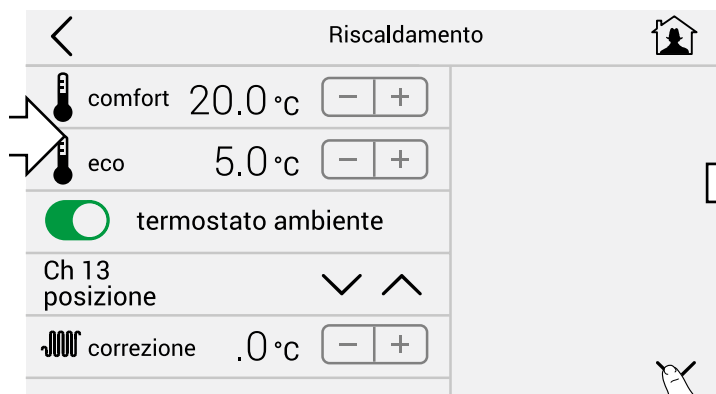 Riscaldamento
comfort 20.0 °C − +
eco 5.0 °C − +
termostato ambiente
Ch 13
posizione
correzione .0 °C − +